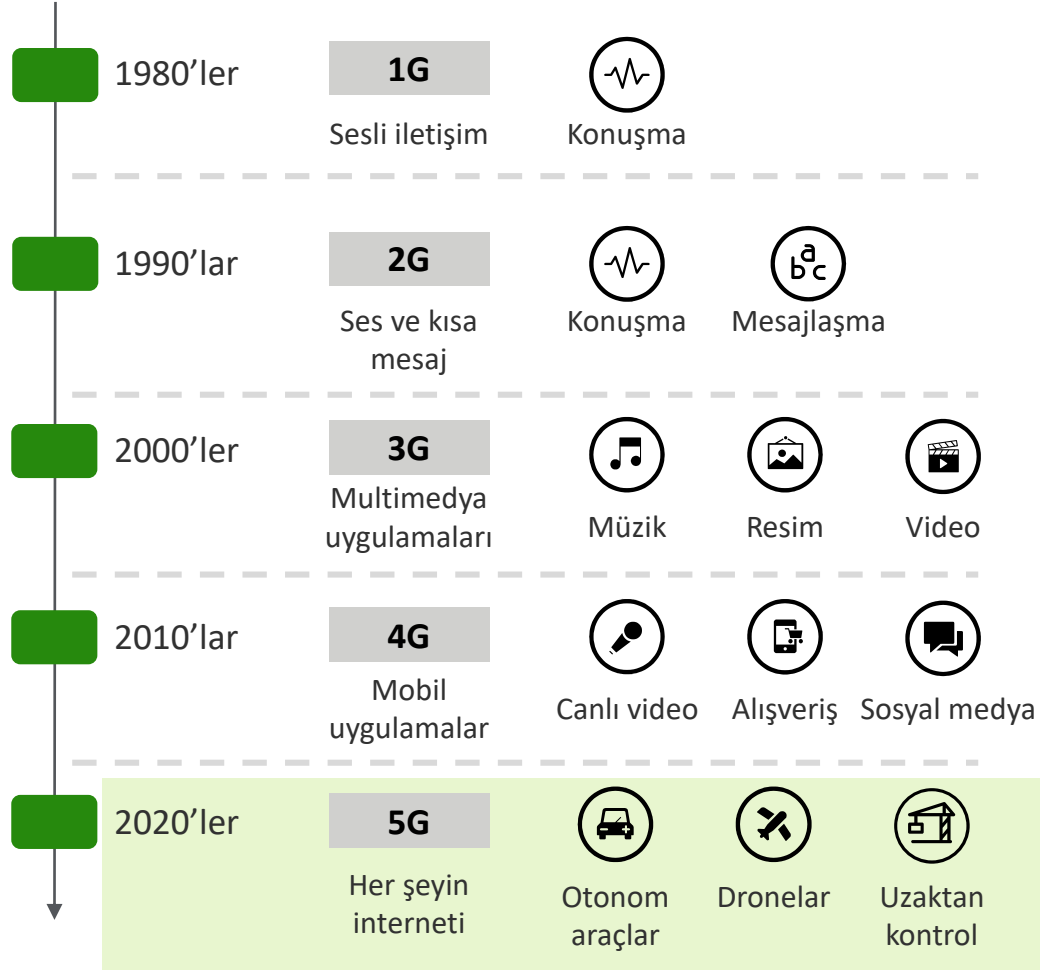 1980’ler
1G
Sesli iletişim
Konuşma
1990’lar
2G
Ses ve kısa
mesaj
Konuşma
abc
Mesajlaşma
2000’ler
3G
Multimedya
uygulamaları
Müzik
Resim
Video
2010’lar
4G
Mobil
uygulamalar
Canlı video
Alışveriş
Sosyal medya
2020’ler
5G
Her şeyin
interneti
Otonom
araçlar
Dronelar
Uzaktan
kontrol